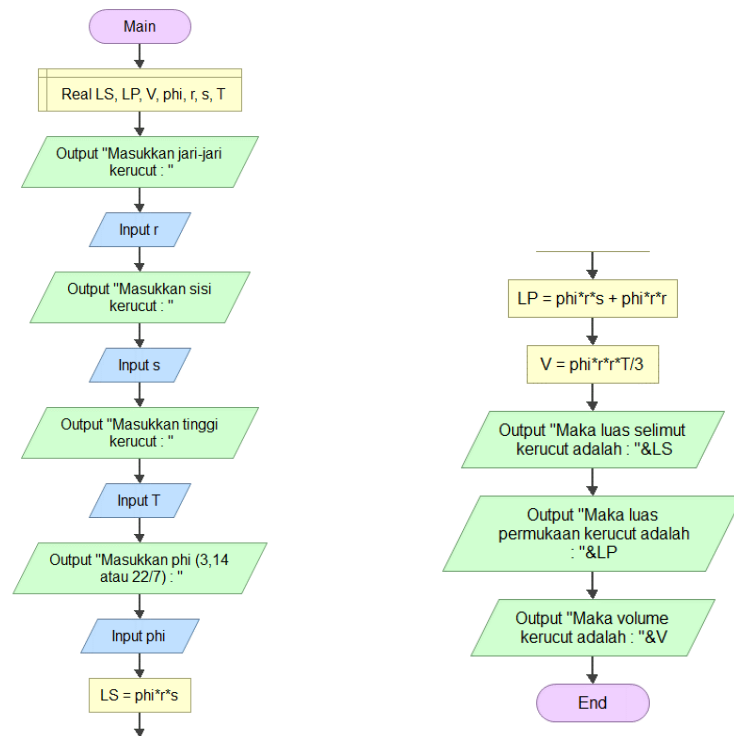 Main
Real LS, LP, V, phi, r, s, T
Output "Masukkan jari-jari
kerucut : "
Input r
Output "Masukkan sisi
kerucut : "
Input s
Output "Masukkan tinggi
kerucut : "
Input T
Output "Masukkan phi (3,14
atau 22/7) : "
Input phi
LS = phi*r*s
LP = phi*r*s + phi*r*r
V = phi*r*r*T/3
Output "Maka luas selimut
kerucut adalah : "&LS
Output "Maka luas
permukaan kerucut adalah
: "&LP
Output "Maka volume
kerucut adalah : "&V
End